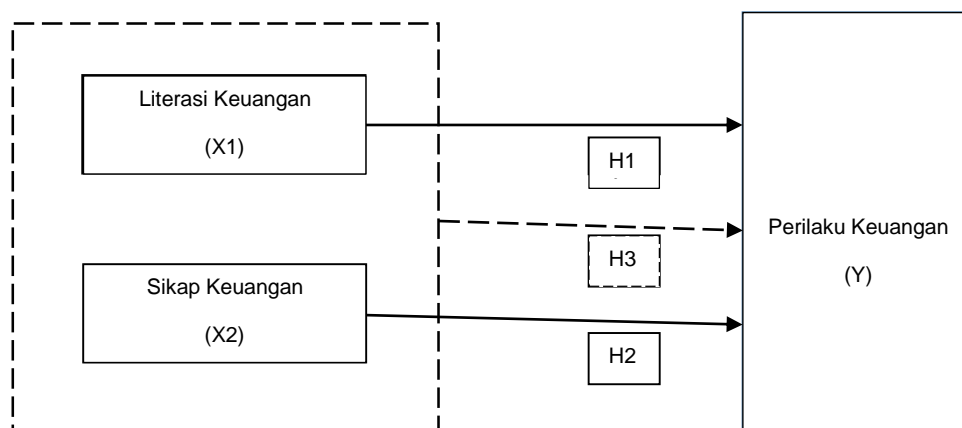 Literasi Keuangan
(X1)
H1
H3
Perilaku Keuangan
(Y)
Sikap Keuangan
(X2)
H2